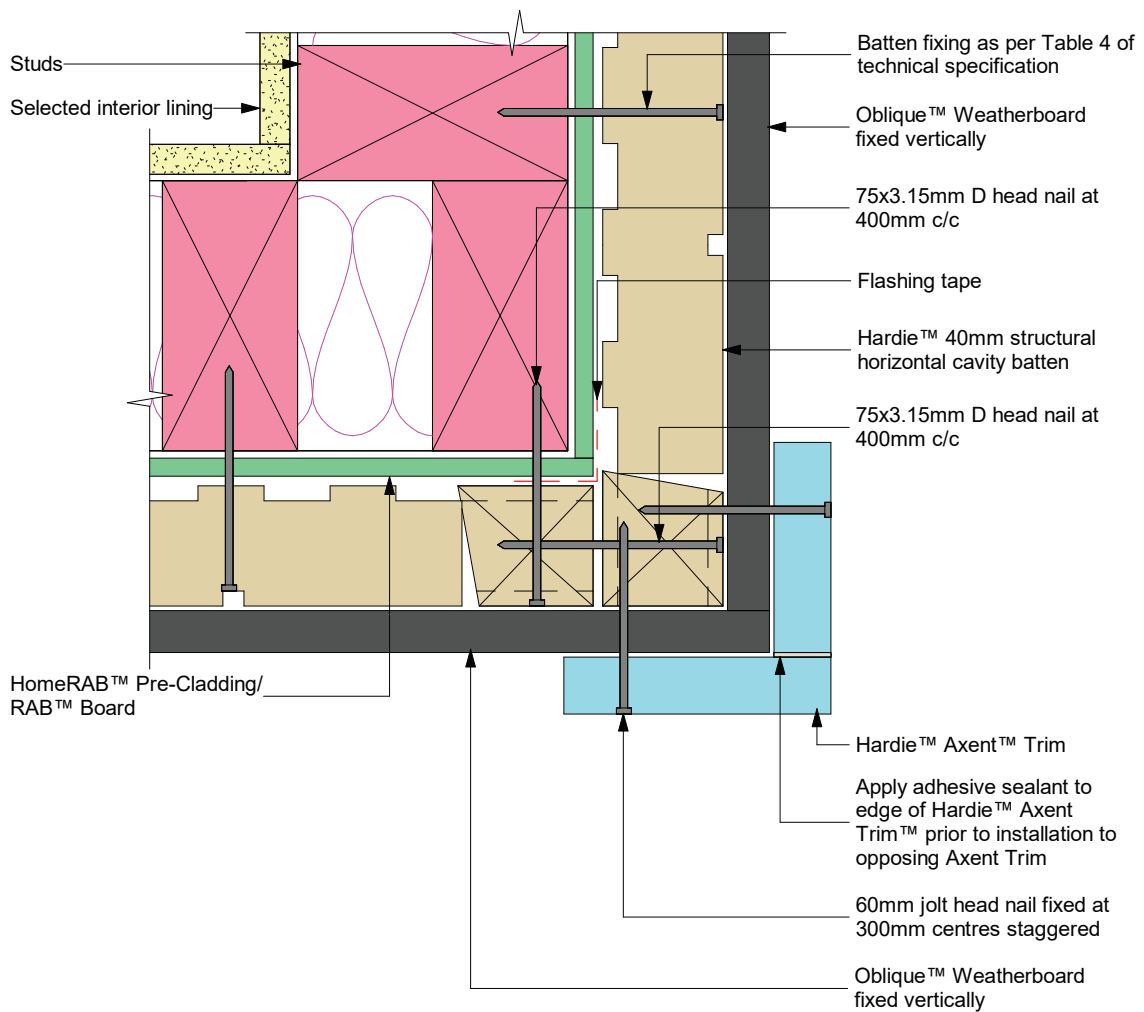 Studs
Selected interior lining
HomeRAB™ Pre-Cladding/
RAB™ Board
Batten fixing as per Table 4 of
technical specification
Oblique™ Weatherboard
fixed vertically
75x3.15mm D head nail at
400mm c/c
Flashing tape
Hardie™ 40mm structural
horizontal cavity batten
75x3.15mm D head nail at
400mm c/c
Hardie™ Axent™ Trim
Apply adhesive sealant to
edge of Hardie™ Axent
Trim™ prior to installation to
opposing Axent Trim
60mm jolt head nail fixed at
300mm centres staggered
Oblique™ Weatherboard
fixed vertically